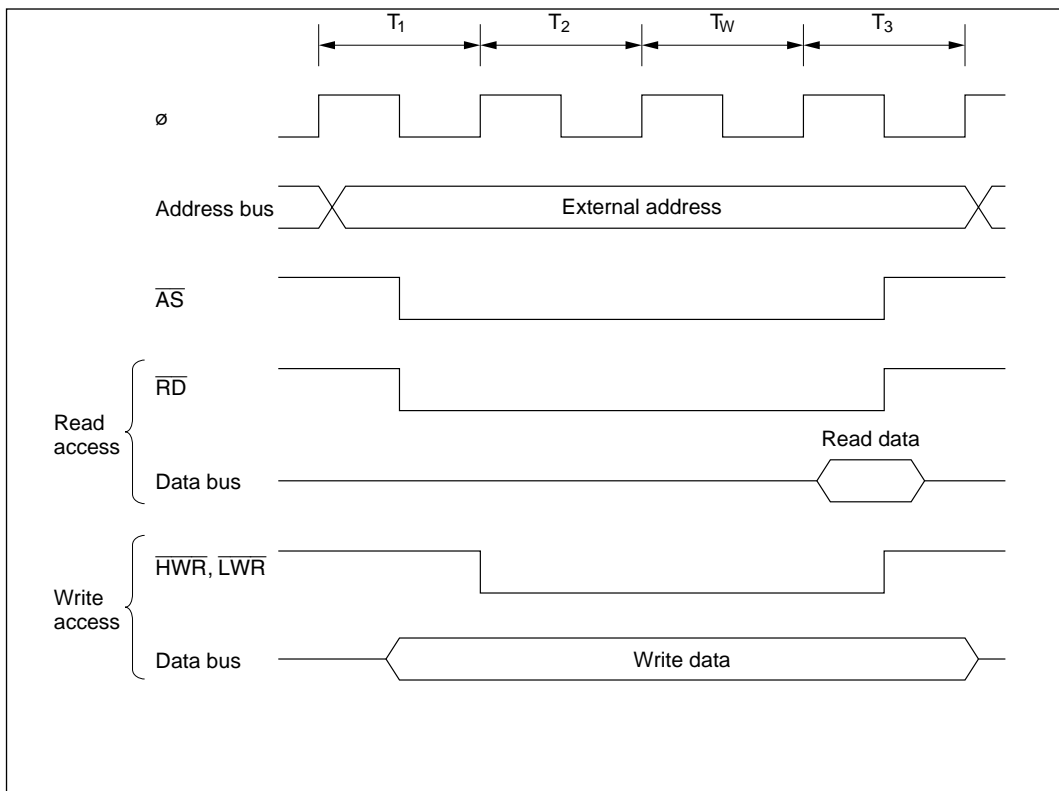 T1
T2
TW
T3
ø
Address bus
External address
AS
Read
access
RD
Read data
Data bus
Write
access
HWR, LWR
Data bus
Write data